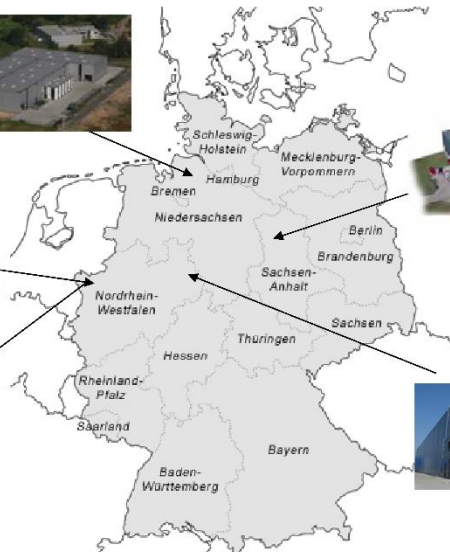 Schleswig-
Holstein
Mecklenburg-
Vorpommern
Hamburg
Bremen
Niedersachsen
Berlin
Brandenburg
Sachsen-
Anhalt
Nordrhein-
Westfalen
Sachsen
Thüringen
Hessen
Rheinland-
Pfalz
Saarland
Bayern
Baden-
Württemberg